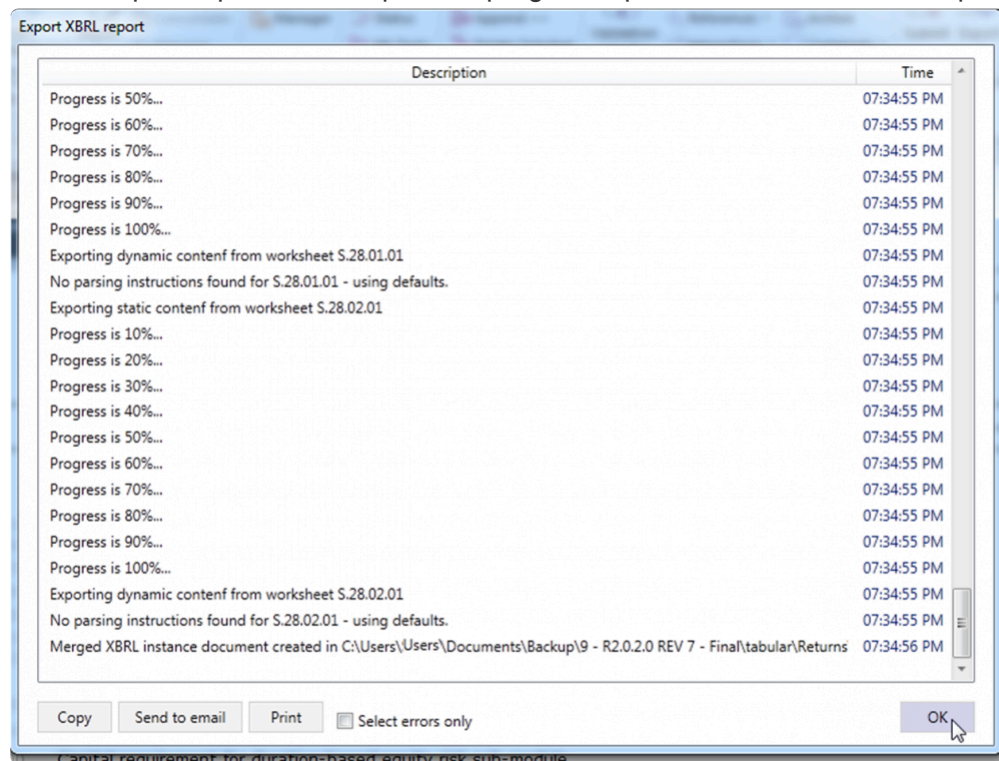 Export XBRL report
Description Time
Progress is 50%... 07:34:55 PM
Progress is 60%... 07:34:55 PM
Progress is 70%... 07:34:55 PM
Progress is 80%... 07:34:55 PM
Progress is 90%... 07:34:55 PM
Progress is 100%... 07:34:55 PM
Exporting dynamic contenf from worksheet S.28.01.01 07:34:55 PM
No parsing instructions found for S.28.01.01 - using defaults. 07:34:55 PM
Exporting static contenf from worksheet S.28.02.01 07:34:55 PM
Progress is 10%... 07:34:55 PM
Progress is 20%... 07:34:55 PM
Progress is 30%... 07:34:55 PM
Progress is 40%... 07:34:55 PM
Progress is 50%... 07:34:55 PM
Progress is 60%... 07:34:55 PM
Progress is 70%... 07:34:55 PM
Progress is 80%... 07:34:55 PM
Progress is 90%... 07:34:55 PM
Progress is 100%... 07:34:55 PM
Exporting dynamic contenf from worksheet S.28.02.01 07:34:55 PM
No parsing instructions found for S.28.02.01 - using defaults. 07:34:55 PM
Merged XBRL instance document created in C:\Users\Users\Documents\Backup\9 - R2.0.2.0 REV 7 - Final\tabular\Returns 07:34:56 PM
Copy Send to email Print Select errors only OK
Capital requirement for duration-based equity risk sub-module